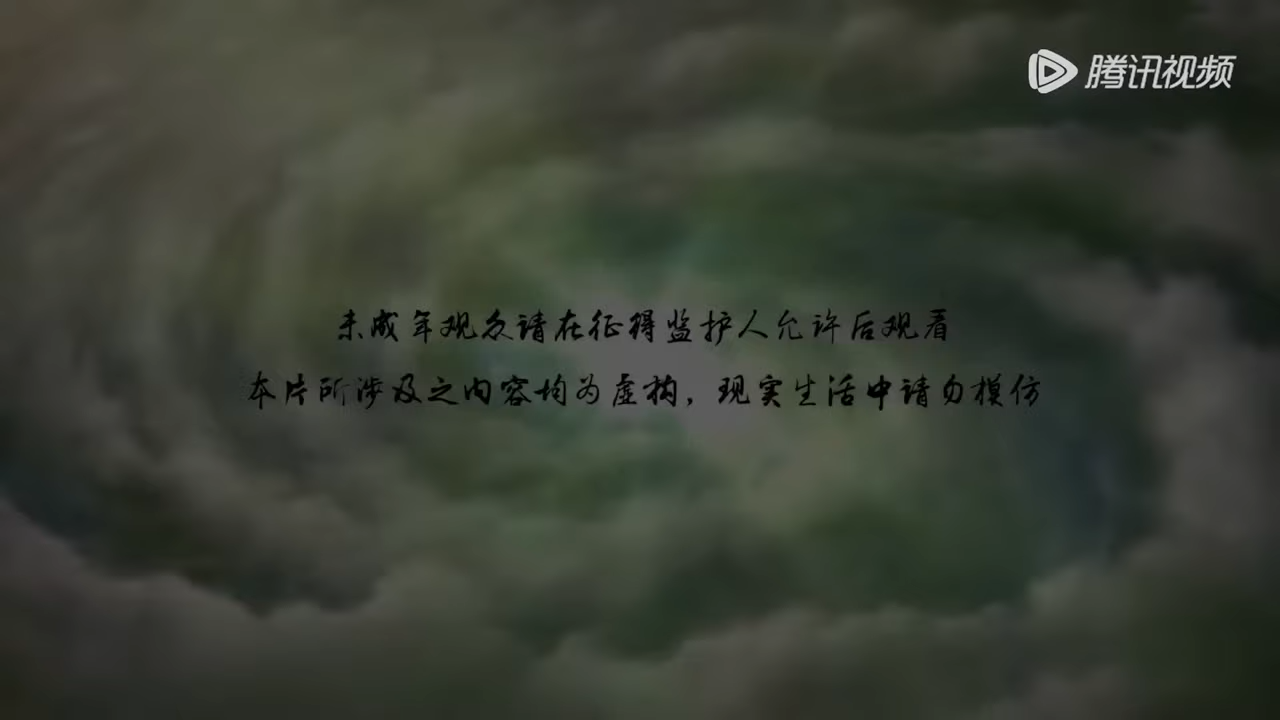 腾讯视频
未成年观众请在征得监护人允许后观看
本片所涉及之内容均为虚构，现实生活中请勿模仿